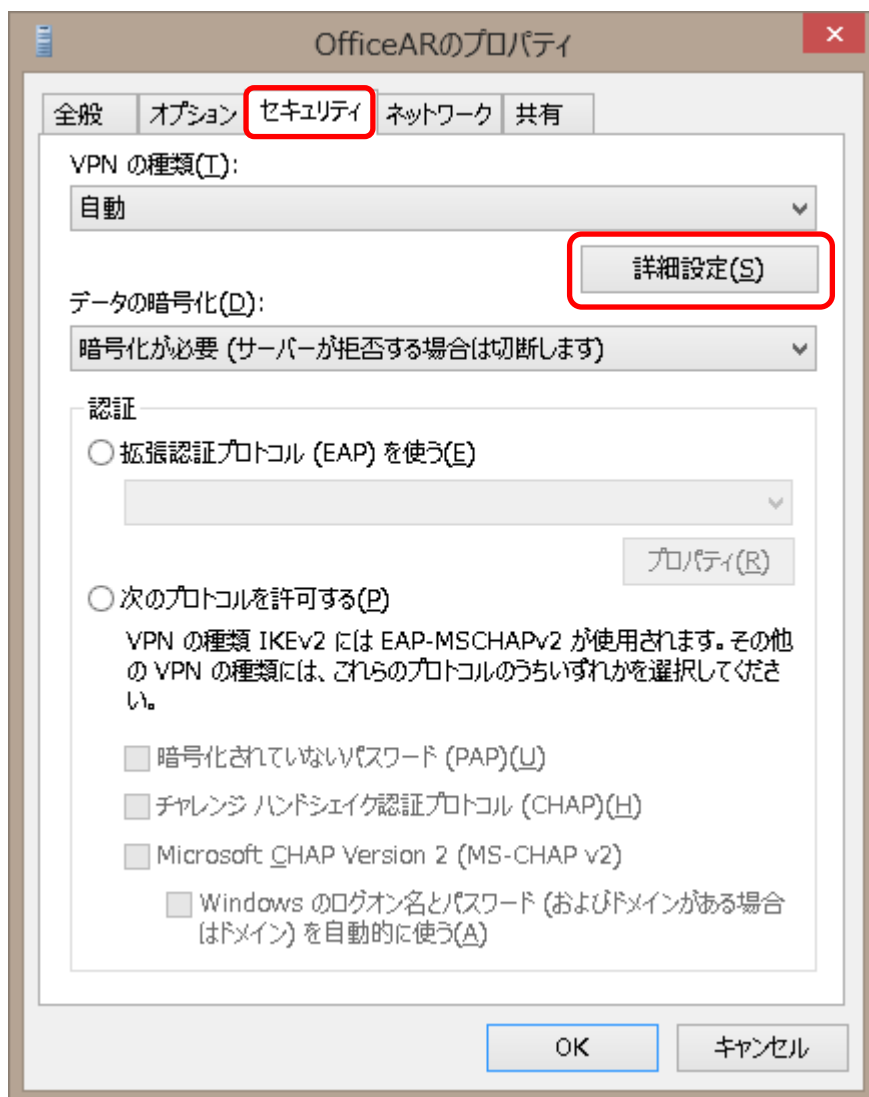 OfficeARのプロパティ
全般 オプション セキュリティ ネットワーク 共有
VPN の種類(T):
自動
詳細設定(S)
データの暗号化(D):
暗号化が必要 (サーバーが拒否する場合は切断します)
認証
拡張認証プロトコル (EAP) を使う(E)
プロパティ(R)
次のプロトコルを許可する(P)
VPN の種類 IKEv2 には EAP-MSCHAPv2 が使用されます。その他
の VPN の種類には、これらのプロトコルのうちいずれかを選択してくださ
い。
暗号化されていないパスワード (PAP)(U)
チャレンジ ハンドシェイク認証プロトコル (CHAP)(H)
Microsoft CHAP Version 2 (MS-CHAP v2)
Windows のログオン名とパスワード (およびドメインがある場合
はドメイン) を自動的に使う(A)
OK キャンセル